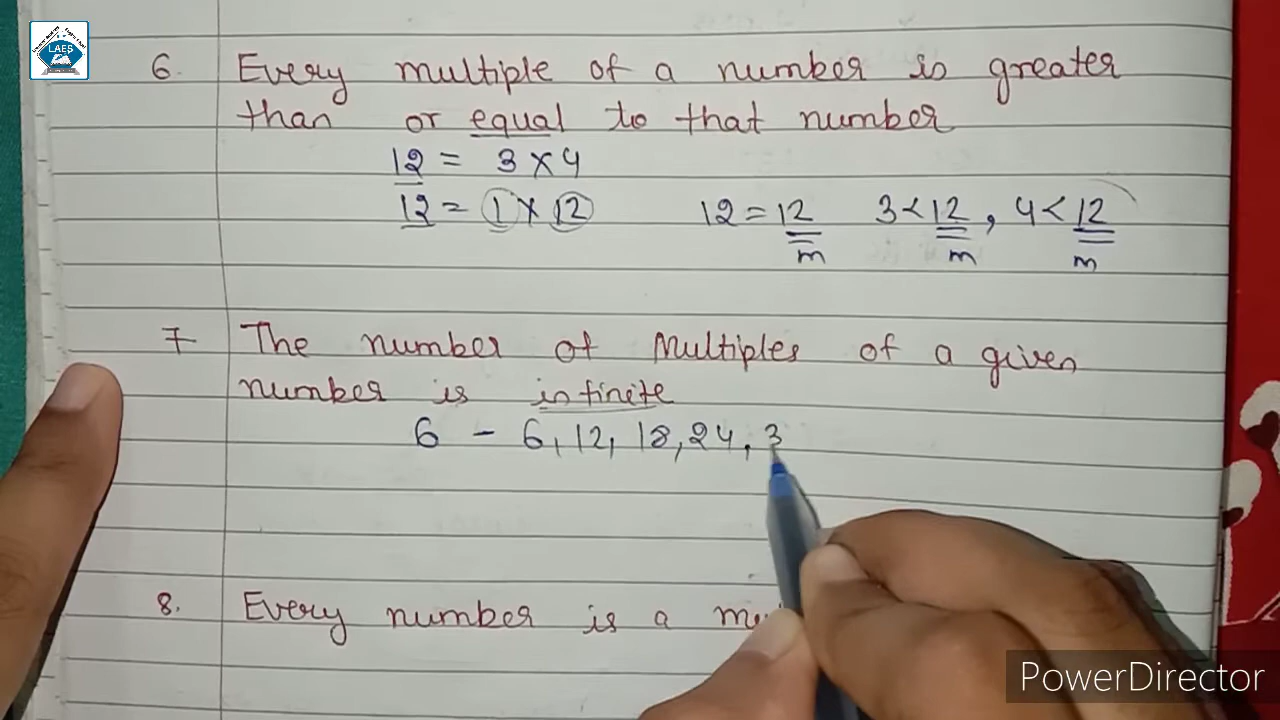 LAES
6. Every multiple of a number is greater
than or equal to that number
12 = 3 × 4
12 = 1 × 12 12 = 12 3 < 12 , 4 < 12
m m m
7 The number of Multiples of a given
number is infinite
6 - 6, 12, 18, 24, 3
8. Every number is a
PowerDirector